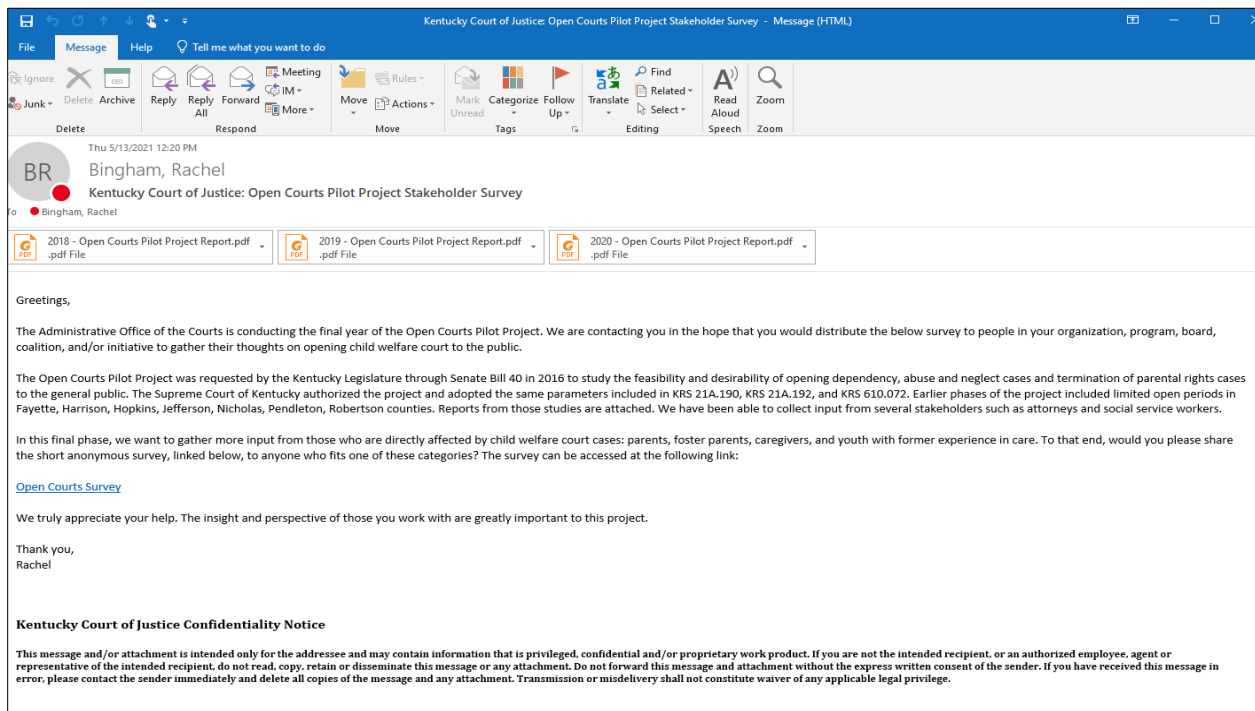 Kentucky Court of Justice: Open Courts Pilot Project Stakeholder Survey - Message (HTML)
File Message Help Tell me what you want to do
Ignore
Junk
Delete
Archive
Reply
Reply All
Forward
Meeting
IM
More
Move
Rules
Actions
Mark Unread
Categorize
Follow Up
Translate
Find
Related
Select
Read Aloud
Zoom
Delete Respond Move Tags Editing Speech Zoom
Thu 5/13/2021 12:20 PM
BR
Bingham, Rachel
Kentucky Court of Justice: Open Courts Pilot Project Stakeholder Survey
To Bingham, Rachel
2018 - Open Courts Pilot Project Report.pdf
.pdf File
2019 - Open Courts Pilot Project Report.pdf
.pdf File
2020 - Open Courts Pilot Project Report.pdf
.pdf File
Greetings,
The Administrative Office of the Courts is conducting the final year of the Open Courts Pilot Project. We are contacting you in the hope that you would distribute the below survey to people in your organization, program, board,
coalition, and/or initiative to gather their thoughts on opening child welfare court to the public.
The Open Courts Pilot Project was requested by the Kentucky Legislature through Senate Bill 40 in 2016 to study the feasibility and desirability of opening dependency, abuse and neglect cases and termination of parental rights cases
to the general public. The Supreme Court of Kentucky authorized the project and adopted the same parameters included in KRS 21A.190, KRS 21A.192, and KRS 610.072. Earlier phases of the project included limited open periods in
Fayette, Harrison, Hopkins, Jefferson, Nicholas, Pendleton, Robertson counties. Reports from those studies are attached. We have been able to collect input from several stakeholders such as attorneys and social service workers.
In this final phase, we want to gather more input from those who are directly affected by child welfare court cases: parents, foster parents, caregivers, and youth with former experience in care. To that end, would you please share
the short anonymous survey, linked below, to anyone who fits one of these categories? The survey can be accessed at the following link:
Open Courts Survey
We truly appreciate your help. The insight and perspective of those you work with are greatly important to this project.
Thank you,
Rachel
Kentucky Court of Justice Confidentiality Notice
This message and/or attachment is intended only for the addressee and may contain information that is privileged, confidential and/or proprietary work product. If you are not the intended recipient, or an authorized employee, agent or
representative of the intended recipient, do not read, copy, retain or disseminate this message or any attachment. Do not forward this message and attachment without the express written consent of the sender. If you have received this message in
error, please contact the sender immediately and delete all copies of the message and any attachment. Transmission or misdelivery shall not constitute waiver of any applicable legal privilege.